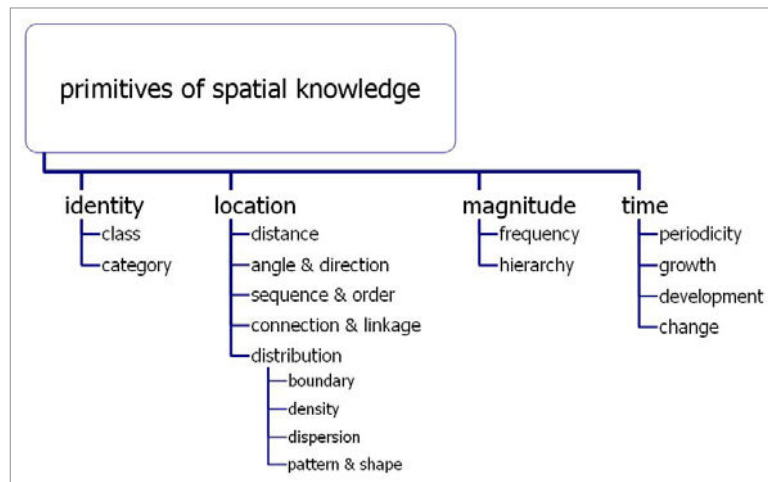 primitives of spatial knowledge
identity
class
category
location
distance
angle & direction
sequence & order
connection & linkage
distribution
boundary
density
dispersion
pattern & shape
magnitude
frequency
hierarchy
time
periodicity
growth
development
change